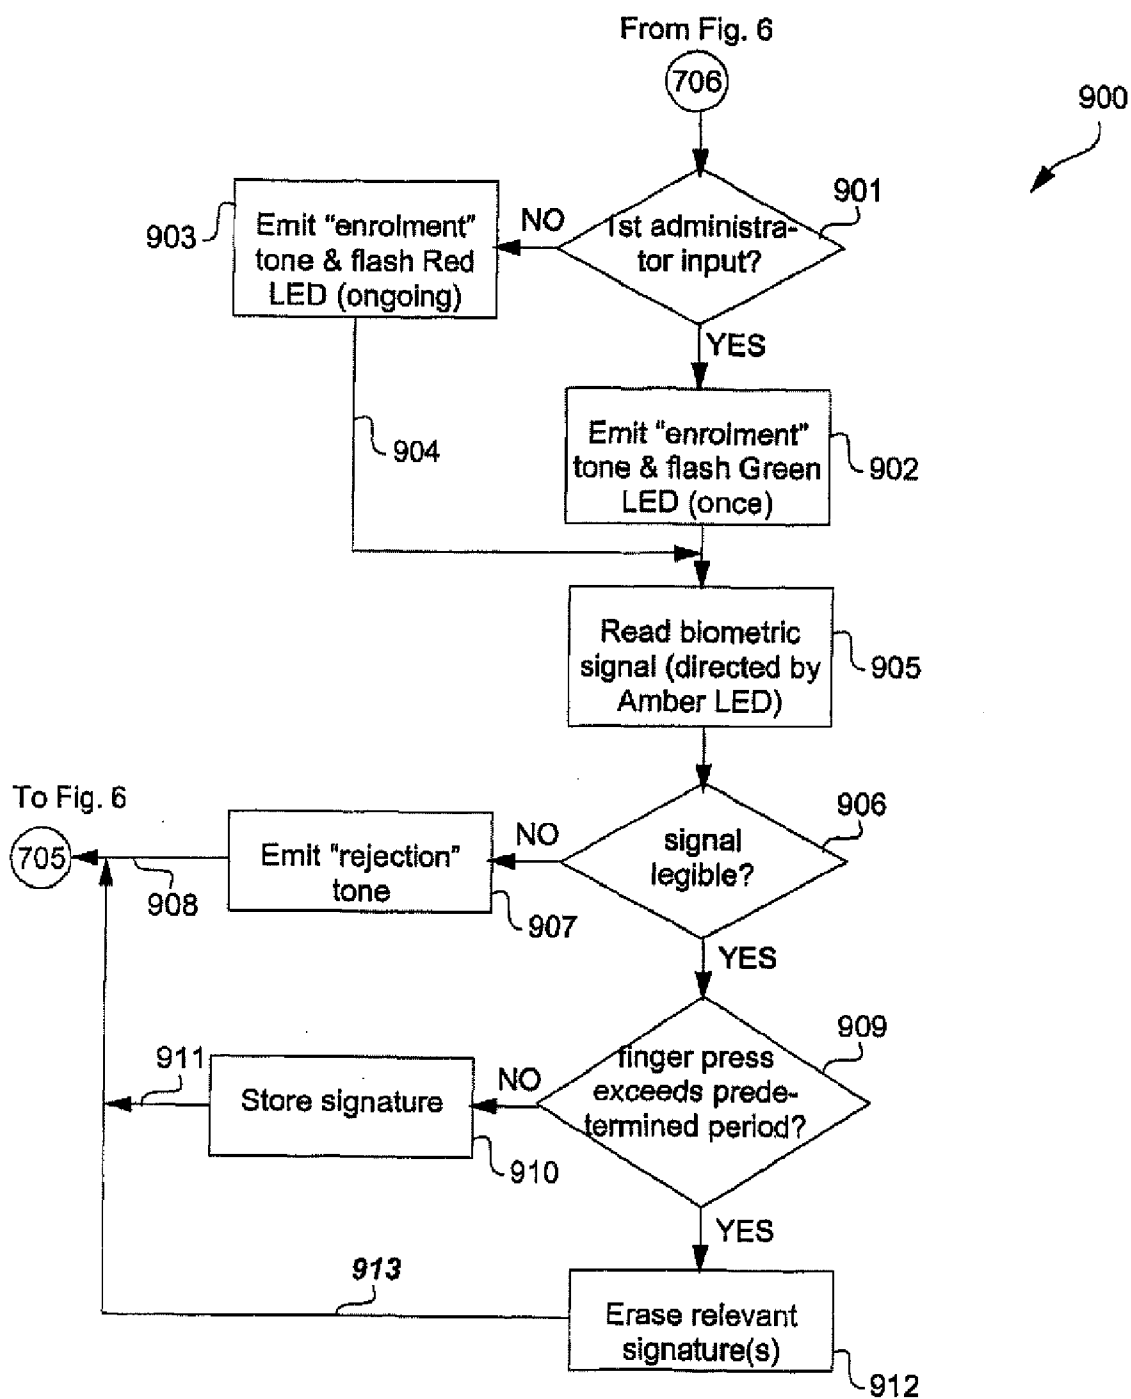 From Fig. 6
706
900
1st administra-
tor input?
901
NO
YES
Emit "enrolment"
tone & flash Red
LED (ongoing)
903
904
Emit "enrolment"
tone & flash Green
LED (once)
902
Read biometric
signal (directed by
Amber LED)
905
signal
legible?
906
NO
YES
To Fig. 6
705
Emit "rejection"
tone
907
908
finger press
exceeds prede-
termined period?
909
NO
YES
Store signature
910
911
Erase relevant
signature(s)
912
913